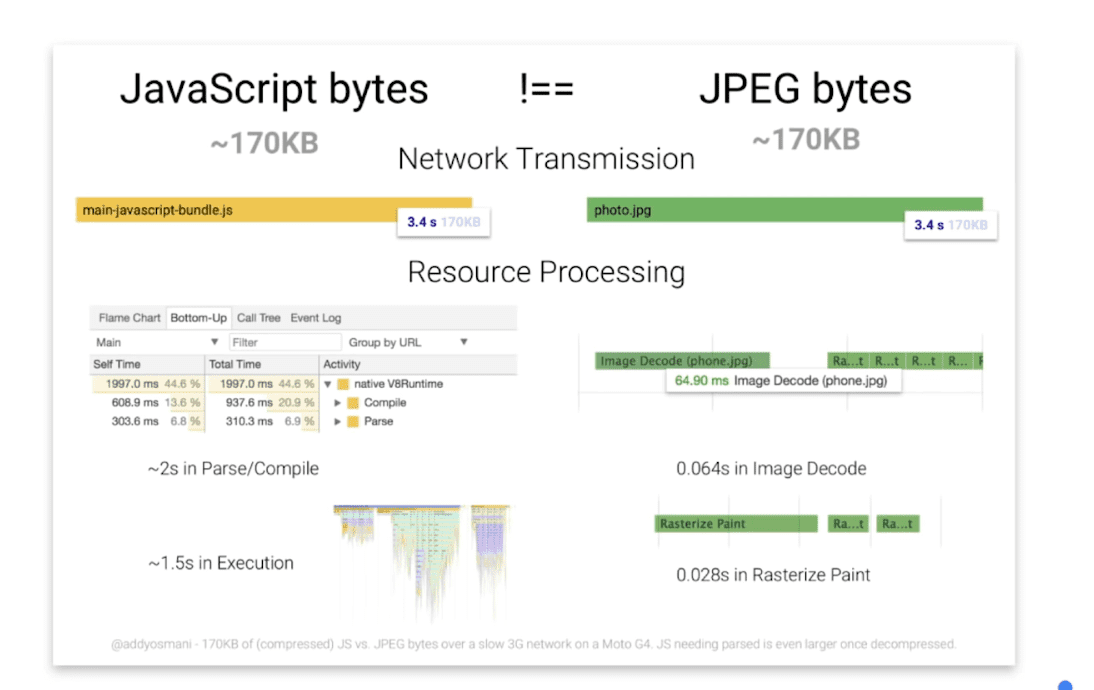 JavaScript bytes !== JPEG bytes
~170KB ~170KB
Network Transmission
main-javascript-bundle.js photo.jpg
3.4 s 170KB 3.4 s 170KB
Resource Processing
Flame Chart Bottom-Up Call Tree Event Log
Main ▼ Filter Group by URL ▼
Self Time Total Time Activity
1997.0 ms 44.6 % 1997.0 ms 44.6 % ▼ native V8Runtime
608.9 ms 13.6 % 937.6 ms 20.9 % ► Compile
303.6 ms 6.8 % 310.3 ms 6.9 % ► Parse
Image Decode (phone.jpg) Ra...t R...t R...t R...
64.90 ms Image Decode (phone.jpg)
~2s in Parse/Compile 0.064s in Image Decode
Rasterize Paint Ra...t Ra...t
~1.5s in Execution 0.028s in Rasterize Paint
@addyosmani - 170KB of (compressed) JS vs. JPEG bytes over a slow 3G network on a Moto G4. JS needing parsed is even larger once decompressed.